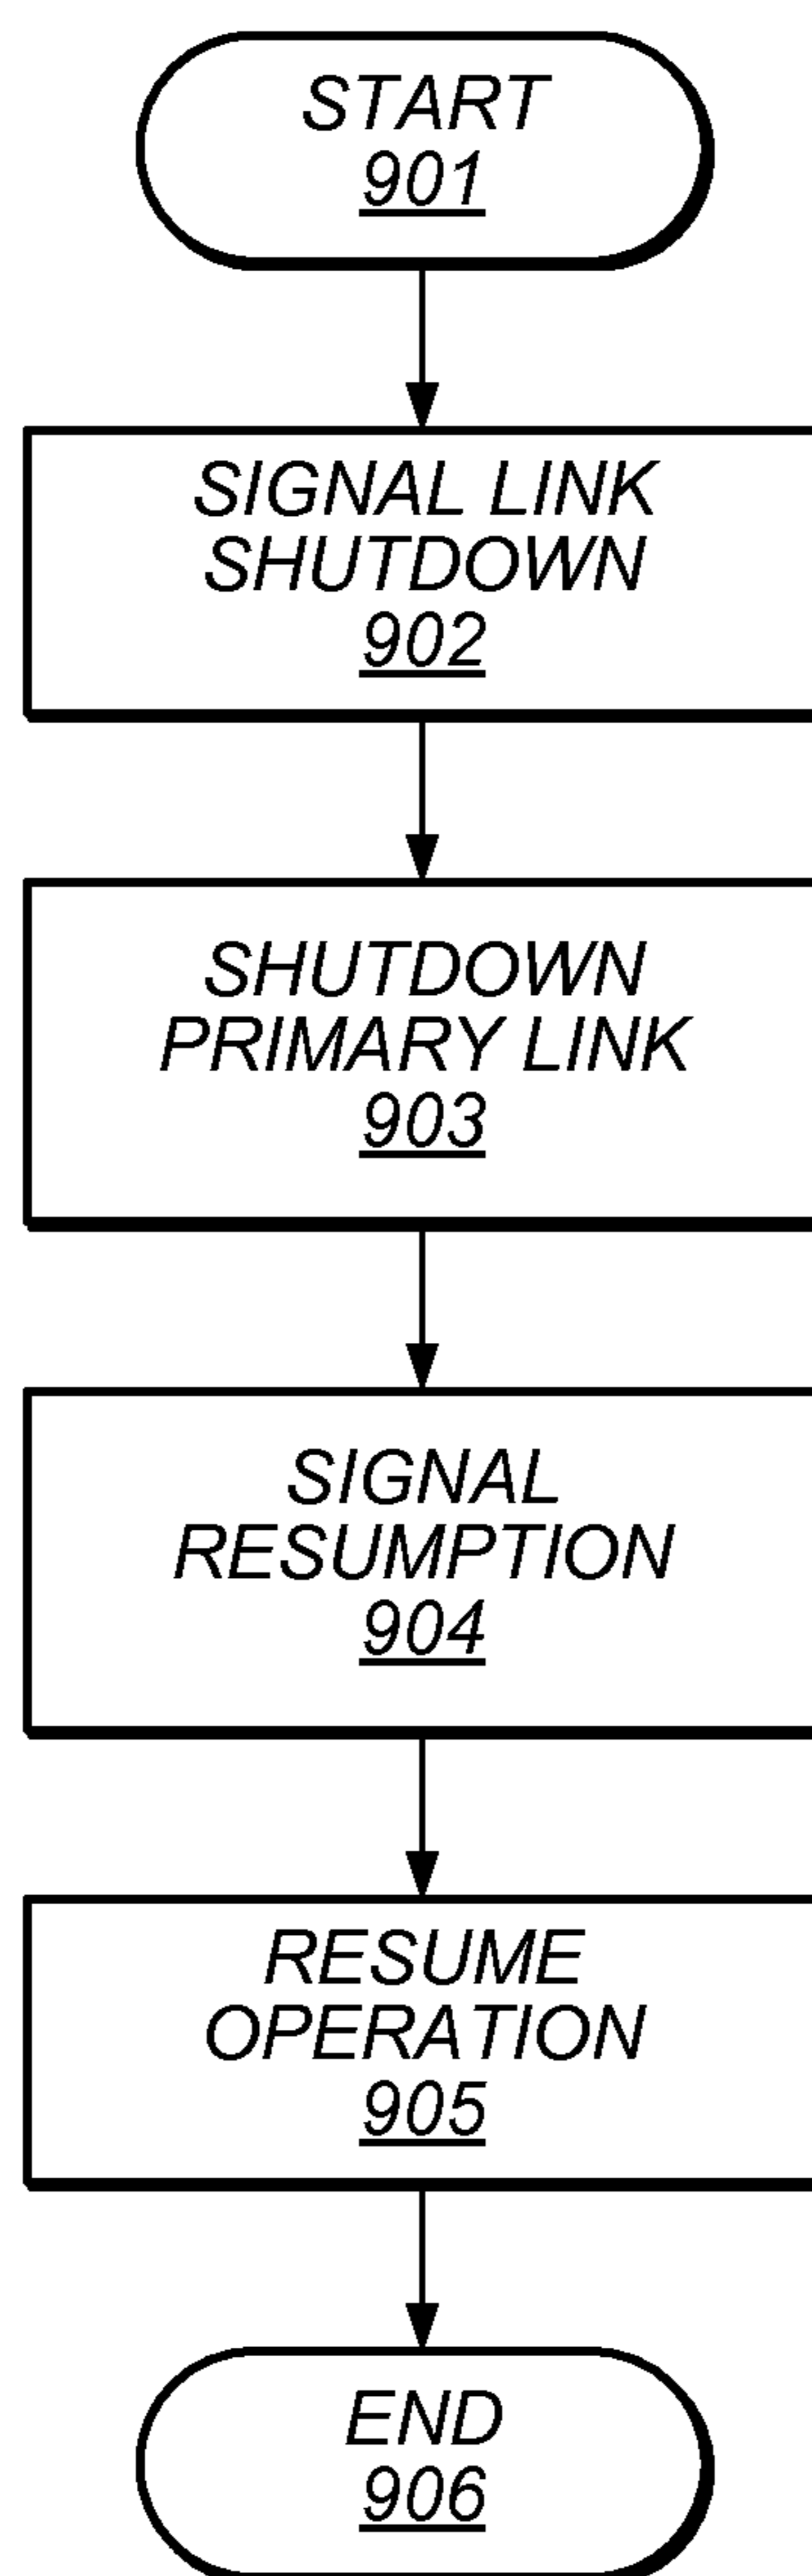 START
901
SIGNAL LINK
SHUTDOWN
902
SHUTDOWN
PRIMARY LINK
903
SIGNAL
RESUMPTION
904
RESUME
OPERATION
905
END
906